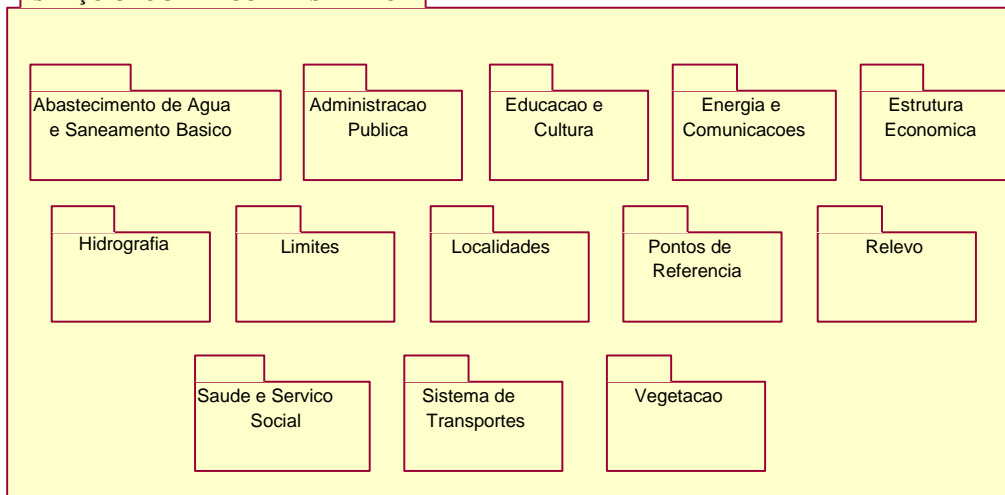 Abastecimento de Agua
e Saneamento Basico
Administracao
Publica
Educacao e
Cultura
Energia e
Comunicacoes
Estrutura
Economica
Hidrografia
Limites
Localidades
Pontos de
Referencia
Relevo
Saude e Servico
Social
Sistema de
Transportes
Vegetacao